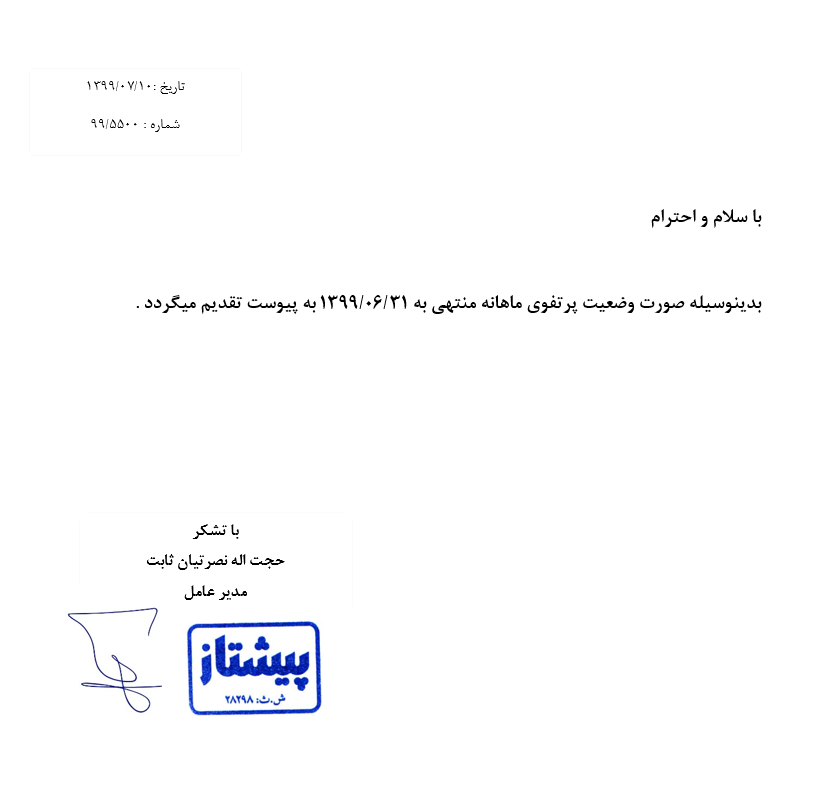 تاریخ :۱۳۹۹/۰۷/۱۰
شماره : ۹۹/۵۵۰۰
با سلام و احترام
بدینوسیله صورت وضعیت پرتفوی ماهانه منتهی به ۱۳۹۹/۰۶/۳۱ به پیوست تقدیم میگردد .
با تشکر
حجت اله نصرتیان ثابت
مدیر عامل
پیشتاز
ش.ث: ۲۸۲۹۸